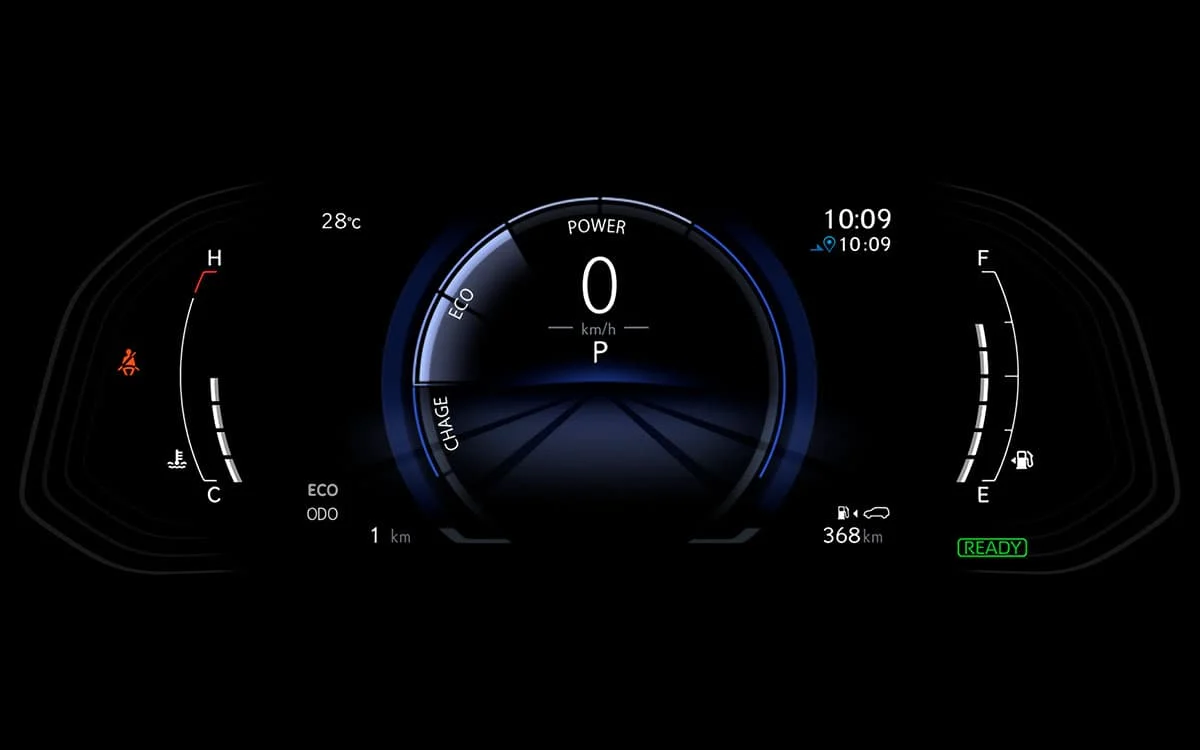 28°C
10:09
10:09
H
F
POWER
ECO
0
km/h
P
CHAGE
C
E
ECO
ODO
1 km
368km
READY